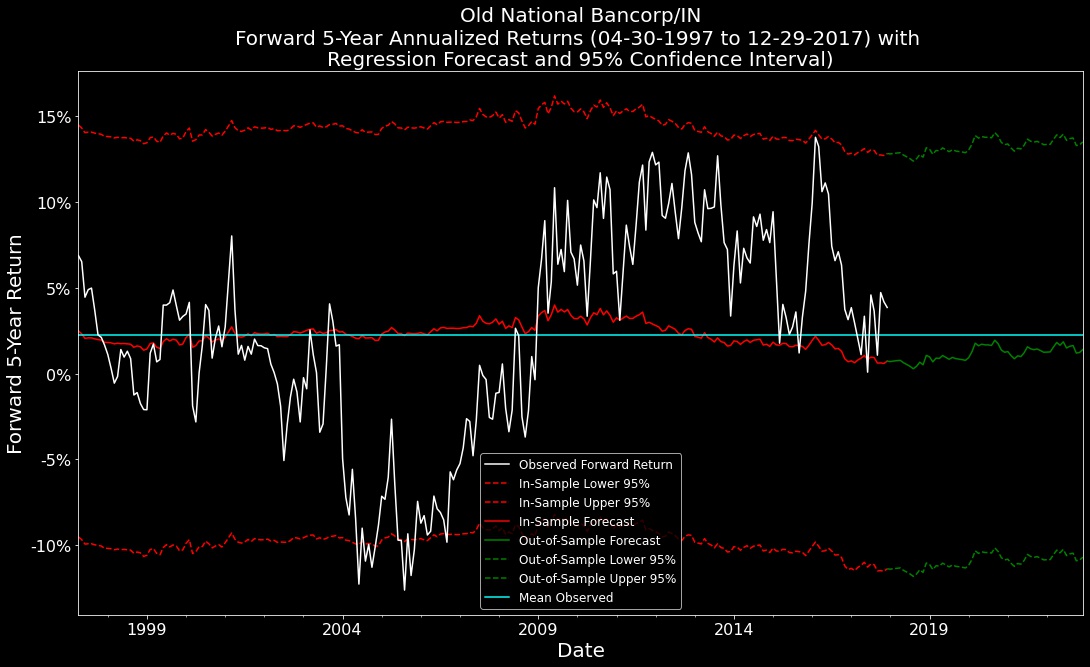 Old National Bancorp/IN
Forward 5-Year Annualized Returns (04-30-1997 to 12-29-2017) with
Regression Forecast and 95% Confidence Interval)
15%
10%
5%
0%
-5%
-10%
Forward 5-Year Return
Observed Forward Return
In-Sample Lower 95%
In-Sample Upper 95%
In-Sample Forecast
Out-of-Sample Forecast
Out-of-Sample Lower 95%
Out-of-Sample Upper 95%
Mean Observed
1999
2004
2009
2014
2019
Date